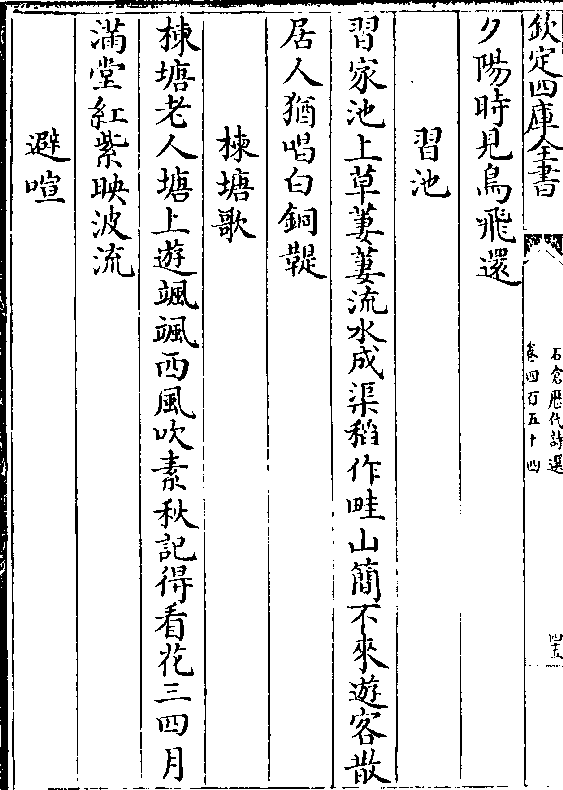 欽定四庫全書
石倉歷代詩選
卷四百五十四
四五
夕陽時見鳥飛還
習池
習家池上草萋萋流水成渠稻作畦山簡不來遊客散
居人猶唱白銅鞮
楝塘歌
楝塘老人塘上遊颯颯西風吹素秋記得看花三四月
滿堂紅紫映波流
避喧